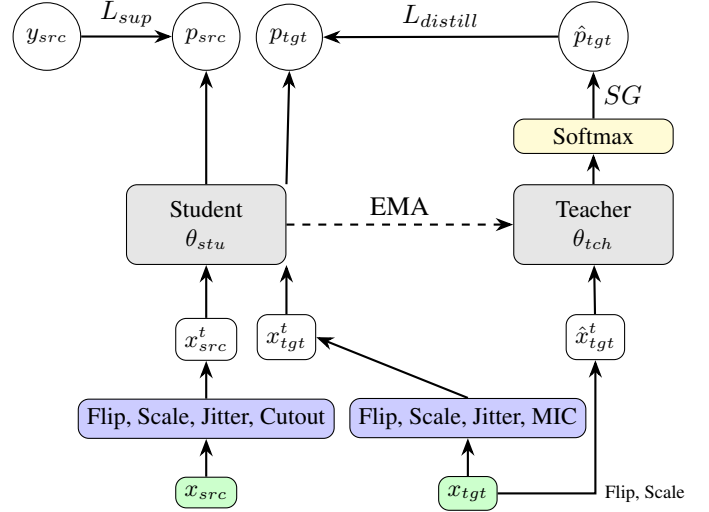 y_src L_sup p_src p_tgt L_distill p̂_tgt
SG
Softmax
Student
θ_stu
EMA
Teacher
θ_tch
x^t_src x^t_tgt x̂^t_tgt
Flip, Scale, Jitter, Cutout
Flip, Scale, Jitter, MIC
x_src x_tgt Flip, Scale